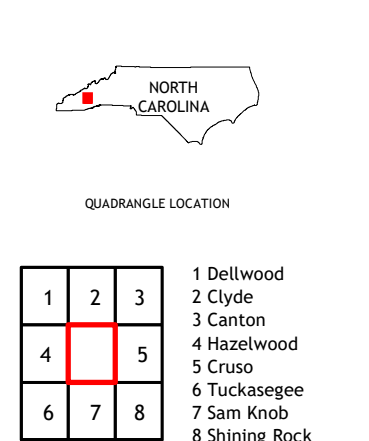 NORTH
CAROLINA
QUADRANGLE LOCATION
1 2 3
4 5
6 7 8
1 Dellwood
2 Clyde
3 Canton
4 Hazelwood
5 Cruso
6 Tuckasegee
7 Sam Knob
8 Shining Rock